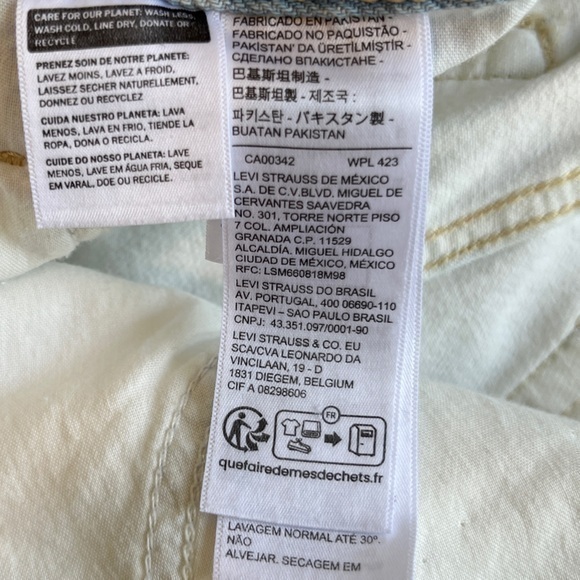 CARE FOR OUR PLANET: WASH LESS,
WASH COLD, LINE DRY, DONATE OR
RECYCLE
PRENEZ SOIN DE NOTRE PLANETE:
LAVEZ MOINS, LAVEZ A FROID,
LAISSEZ SECHER NATURELLEMENT,
DONNEZ OU RECYCLEZ
CUIDA NUESTRO PLANETA: LAVA
MENOS, LAVA EN FRIO, TIENDE LA
ROPA, DONA O RECICLA.
CUIDE DO NOSSO PLANETA: LAVE
MENOS, LAVE EM ÁGUA FRIA, SEQUE
EM VARAL, DOE OU RECICLE.
FABRICADO EN PAKISTAN -
FABRICADO NO PAQUISTÃO -
PAKİSTAN' DA ÜRETİLMİŞTİR -
СДЕЛАНО ВПАКИСТАНЕ -
巴基斯坦制造 -
巴基斯坦製 - 제조국 :
파키스탄 - パキスタン製 -
BUATAN PAKISTAN
CA00342 WPL 423
LEVI STRAUSS DE MÉXICO
S.A. DE C.V.BLVD. MIGUEL DE
CERVANTES SAAVEDRA
NO. 301, TORRE NORTE PISO
7 COL. AMPLIACIÓN
GRANADA C.P. 11529
ALCALDÍA. MIGUEL HIDALGO
CIUDAD DE MÉXICO, MÉXICO
RFC: LSM660818M98
LEVI STRAUSS DO BRASIL
AV. PORTUGAL, 400 06690-110
ITAPEVI – SAO PAULO BRASIL
CNPJ: 43.351.097/0001-90
LEVI STRAUSS & CO. EU
SCA/CVA LEONARDO DA
VINCILAAN, 19 - D
1831 DIEGEM, BELGIUM
CIF A 08298606
FR
quefairedemesdechets.fr
LAVAGEM NORMAL ATÉ 30º.
NÃO
ALVEJAR. SECAGEM EM